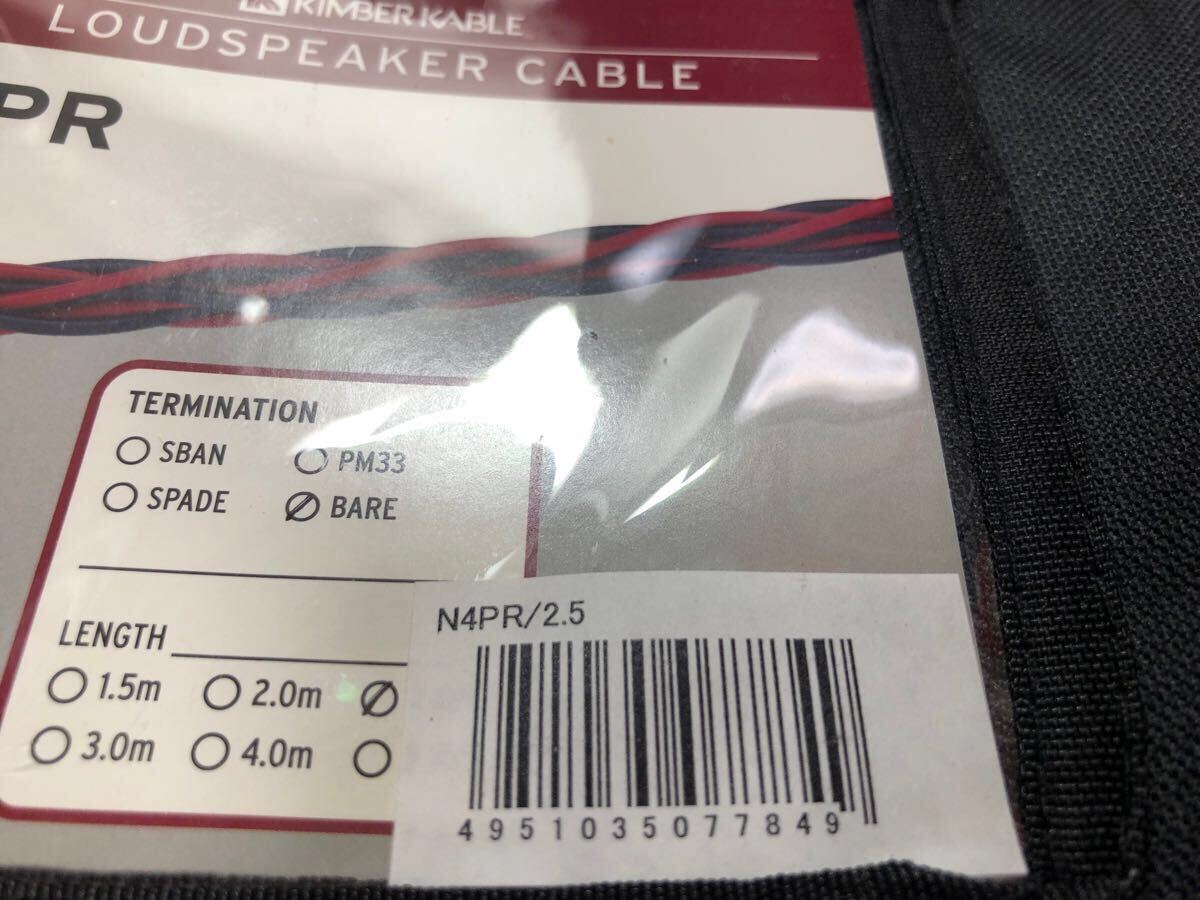 KIMBER KABLE
LOUDSPEAKER CABLE
PR
TERMINATION
SBAN PM33
SPADE BARE
LENGTH
1.5m 2.0m
3.0m 4.0m
N4PR/2.5
4951035077849